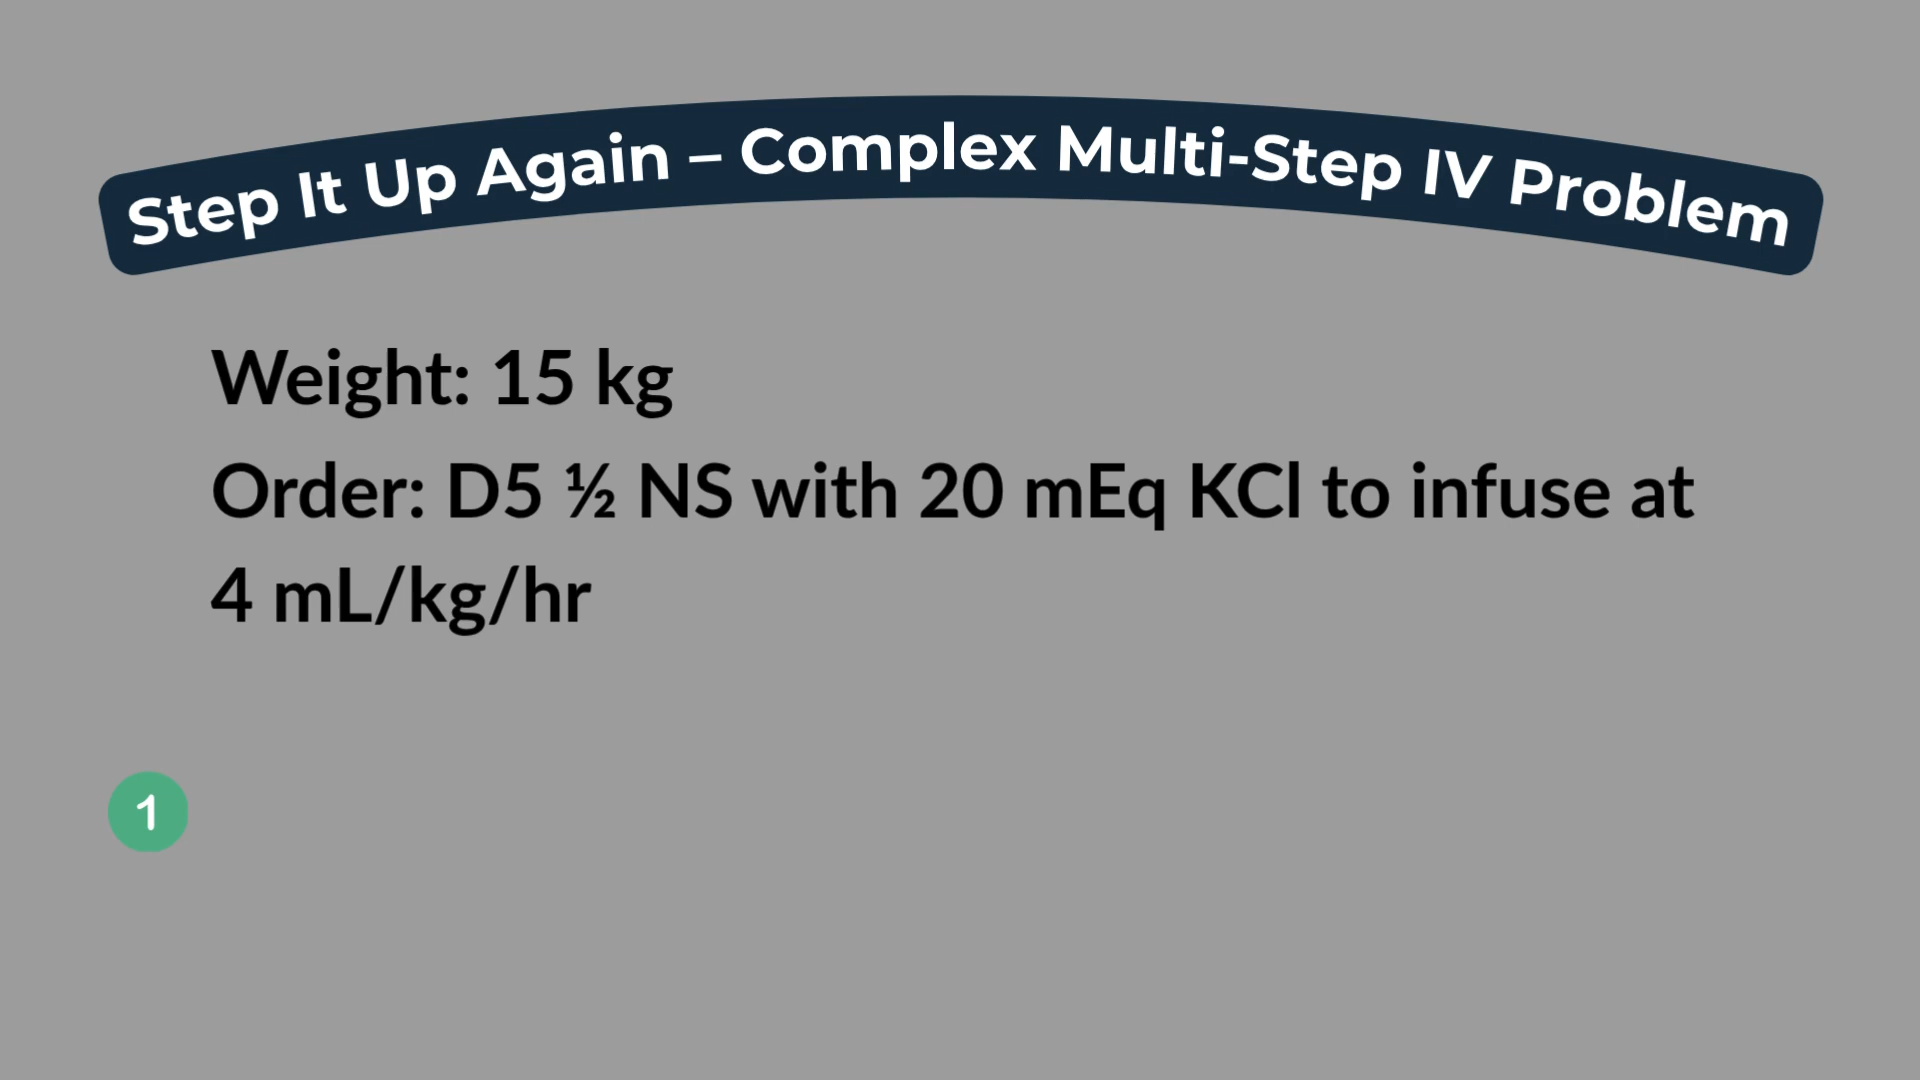 Step It Up Again – Complex Multi-Step IV Problem
Weight: 15 kg
Order: D5 ½ NS with 20 mEq KCl to infuse at
4 mL/kg/hr
1